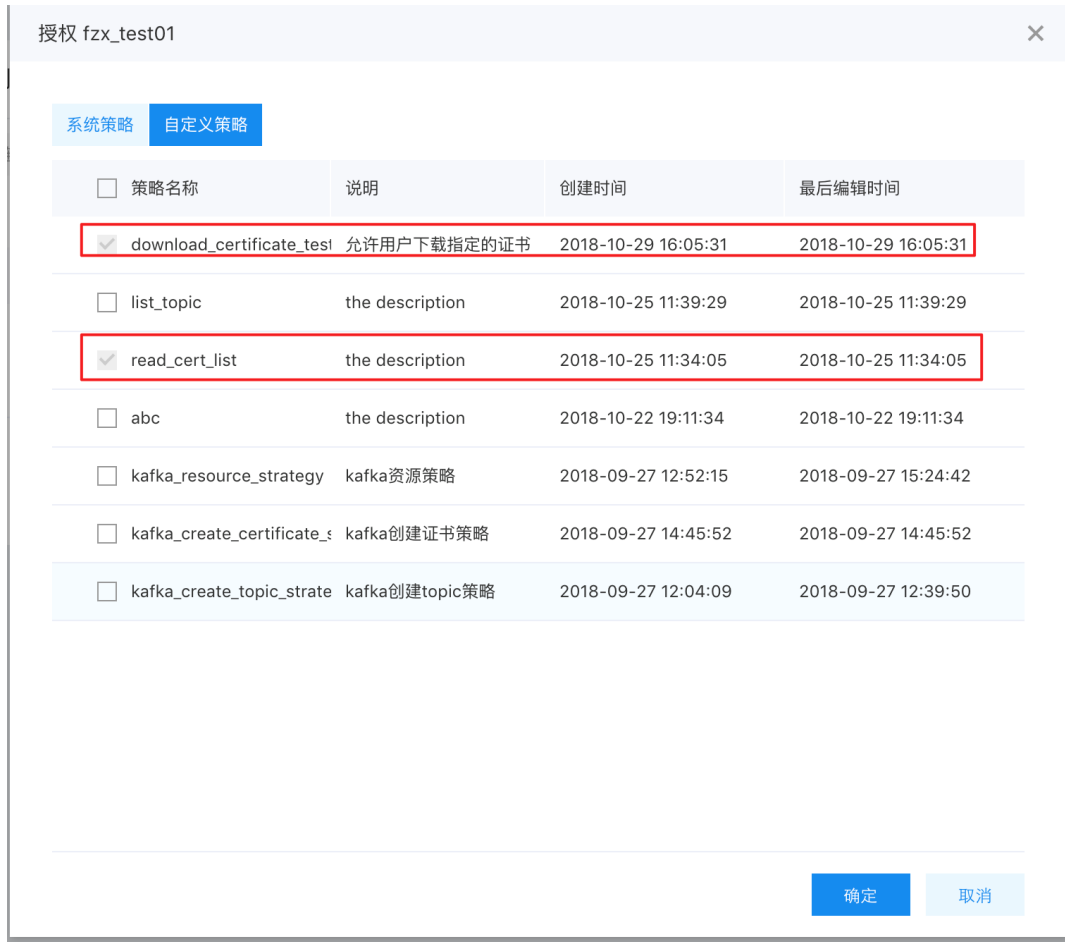 授权 fzx_test01
系统策略 自定义策略
策略名称 说明 创建时间 最后编辑时间
download_certificate_test 允许用户下载指定的证书 2018-10-29 16:05:31 2018-10-29 16:05:31
list_topic the description 2018-10-25 11:39:29 2018-10-25 11:39:29
read_cert_list the description 2018-10-25 11:34:05 2018-10-25 11:34:05
abc the description 2018-10-22 19:11:34 2018-10-22 19:11:34
kafka_resource_strategy kafka资源策略 2018-09-27 12:52:15 2018-09-27 15:24:42
kafka_create_certificate_s kafka创建证书策略 2018-09-27 14:45:52 2018-09-27 14:45:52
kafka_create_topic_strate kafka创建topic策略 2018-09-27 12:04:09 2018-09-27 12:39:50
确定 取消